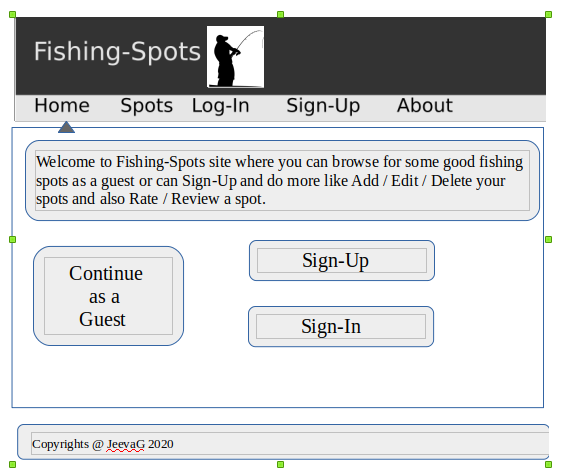 Fishing-Spots
Home Spots Log-In Sign-Up About
Welcome to Fishing-Spots site where you can browse for some good fishing
spots as a guest or can Sign-Up and do more like Add / Edit / Delete your
spots and also Rate / Review a spot.
Continue
as a
Guest
Sign-Up
Sign-In
Copyrights @ JeevaG 2020